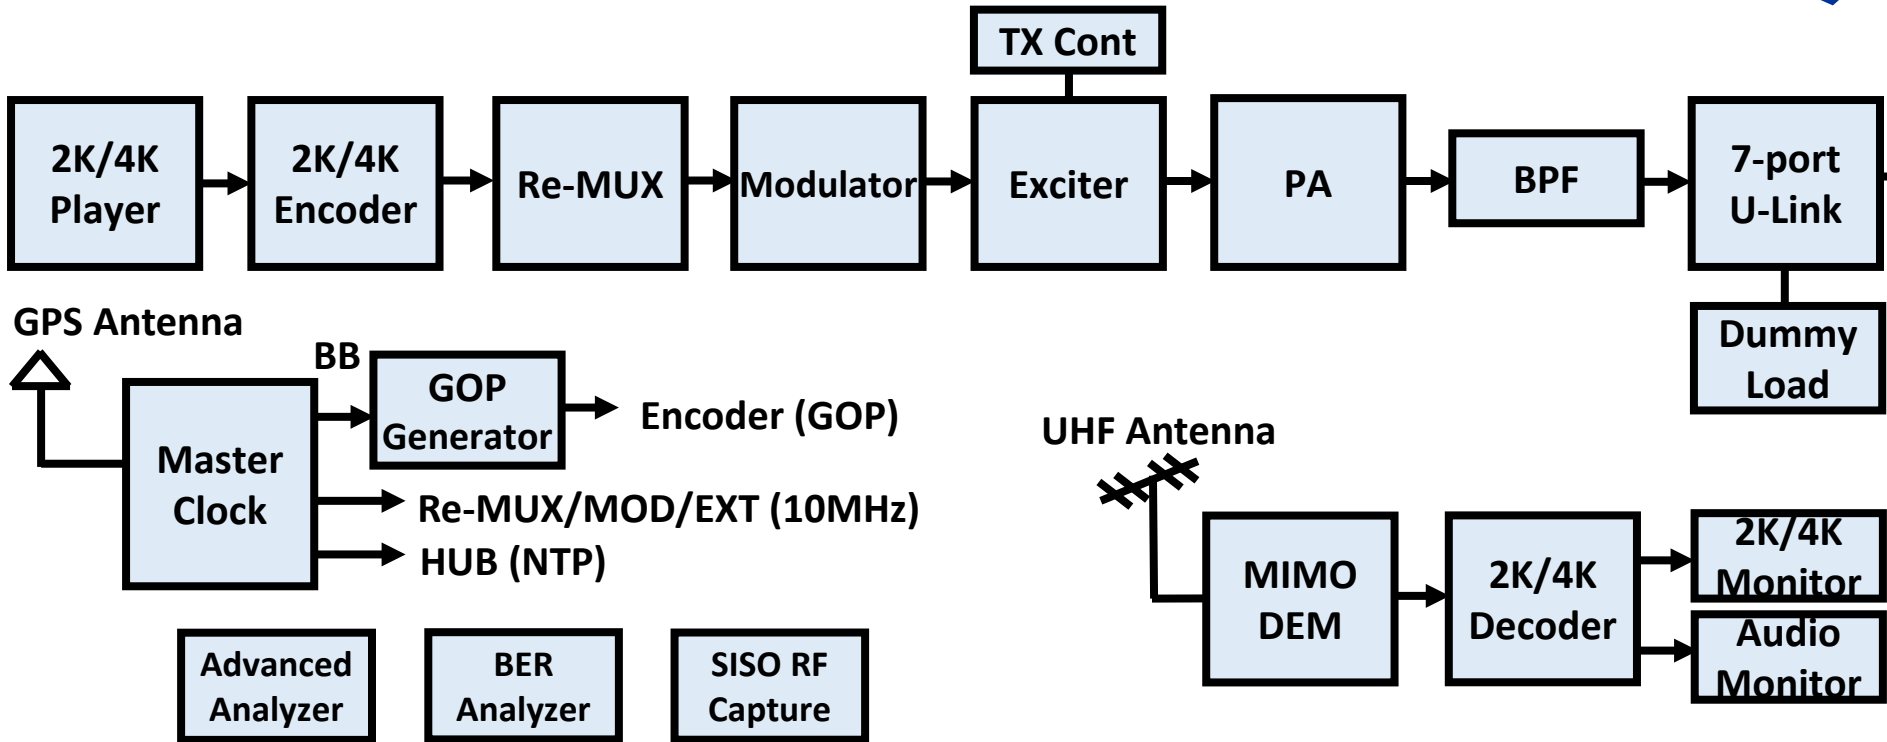 TX Cont
2K/4K
Player
2K/4K
Encoder
Re-MUX
Modulator
Exciter
PA
BPF
7-port
U-Link
Dummy
Load
GPS Antenna
BB
GOP
Generator
Encoder (GOP)
Master
Clock
Re-MUX/MOD/EXT (10MHz)
HUB (NTP)
UHF Antenna
MIMO
DEM
2K/4K
Decoder
2K/4K
Monitor
Audio
Monitor
Advanced
Analyzer
BER
Analyzer
SISO RF
Capture